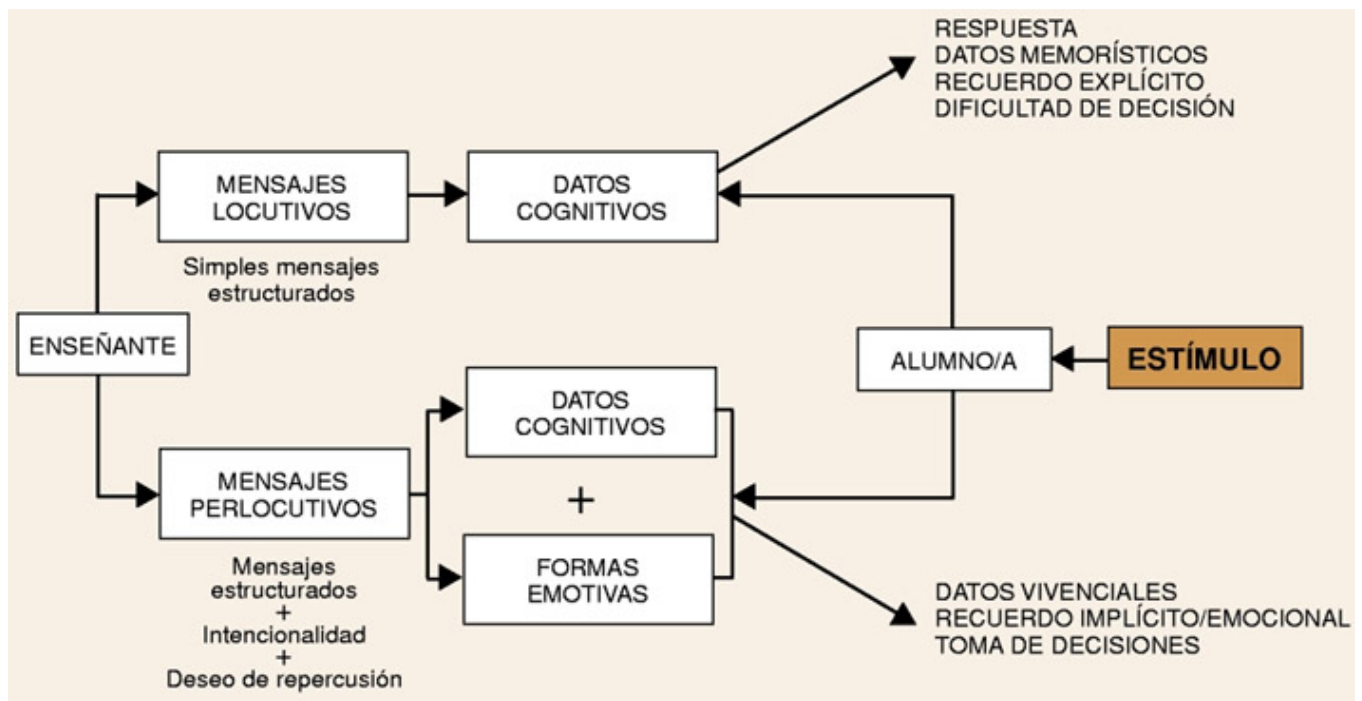 RESPUESTA
DATOS MEMORÍSTICOS
RECUERDO EXPLÍCITO
DIFICULTAD DE DECISIÓN
MENSAJES
LOCUTIVOS
DATOS
COGNITIVOS
Simples mensajes
estructurados
ENSEÑANTE
ALUMNO/A
ESTÍMULO
DATOS
COGNITIVOS
MENSAJES
PERLOCUTIVOS
+
FORMAS
EMOTIVAS
Mensajes
estructurados
+
Intencionalidad
+
Deseo de repercusión
DATOS VIVENCIALES
RECUERDO IMPLÍCITO/EMOCIONAL
TOMA DE DECISIONES